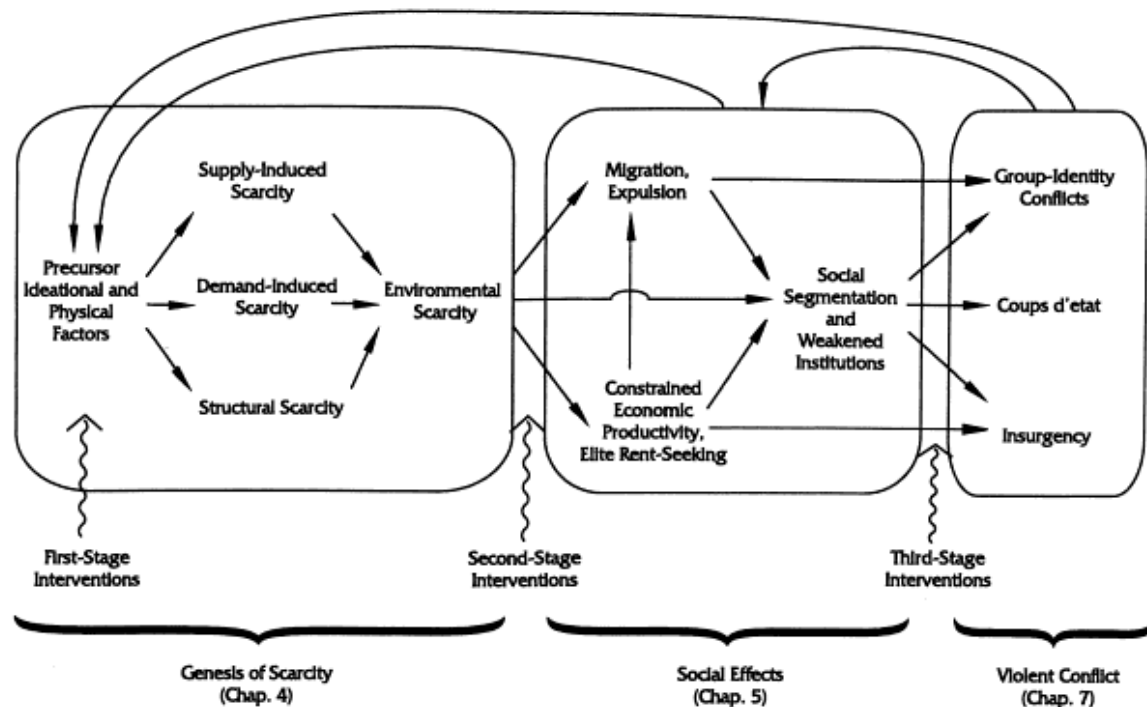 Supply-Induced
Scarcity
Precursor
Ideational and
Physical
Factors
Demand-Induced
Scarcity
Structural Scarcity
Environmental
Scarcity
Migration,
Expulsion
Constrained
Economic
Productivity,
Elite Rent-Seeking
Social
Segmentation
and
Weakened
Institutions
Group-Identity
Conflicts
Coups d'etat
Insurgency
First-Stage
Interventions
Second-Stage
Interventions
Third-Stage
Interventions
Genesis of Scarcity
(Chap. 4)
Social Effects
(Chap. 5)
Violent Conflict
(Chap. 7)